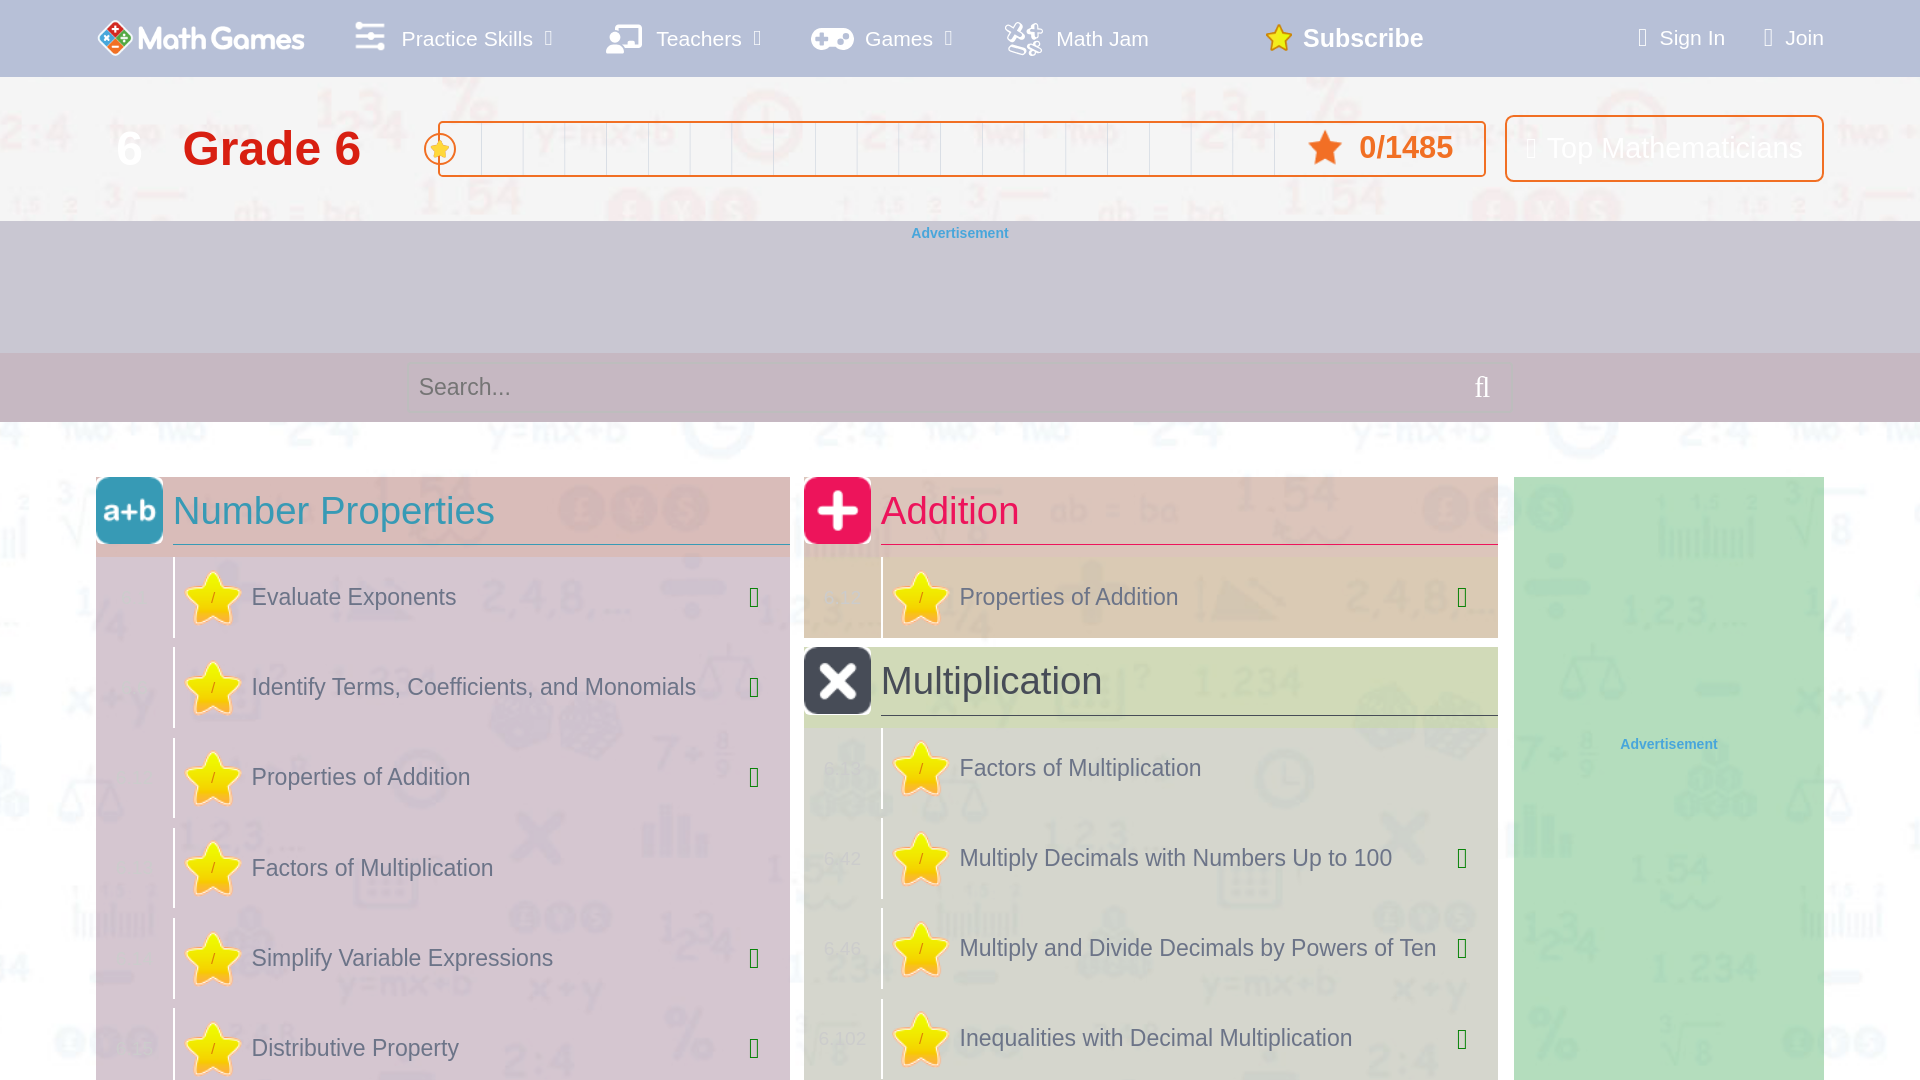 Math Games
Practice Skills
Teachers
Games
Math Jam
Subscribe
Sign In
Join
6
Grade 6
0/1485
Top Mathematicians
Advertisement
Search...
a+b
Number Properties
/
Evaluate Exponents
/
Identify Terms, Coefficients, and Monomials
/
Properties of Addition
/
Factors of Multiplication
/
Simplify Variable Expressions
/
Distributive Property
Addition
/
Properties of Addition
Multiplication
/
Factors of Multiplication
6.42
/
Multiply Decimals with Numbers Up to 100
6.46
/
Multiply and Divide Decimals by Powers of Ten
6.102
/
Inequalities with Decimal Multiplication
Advertisement